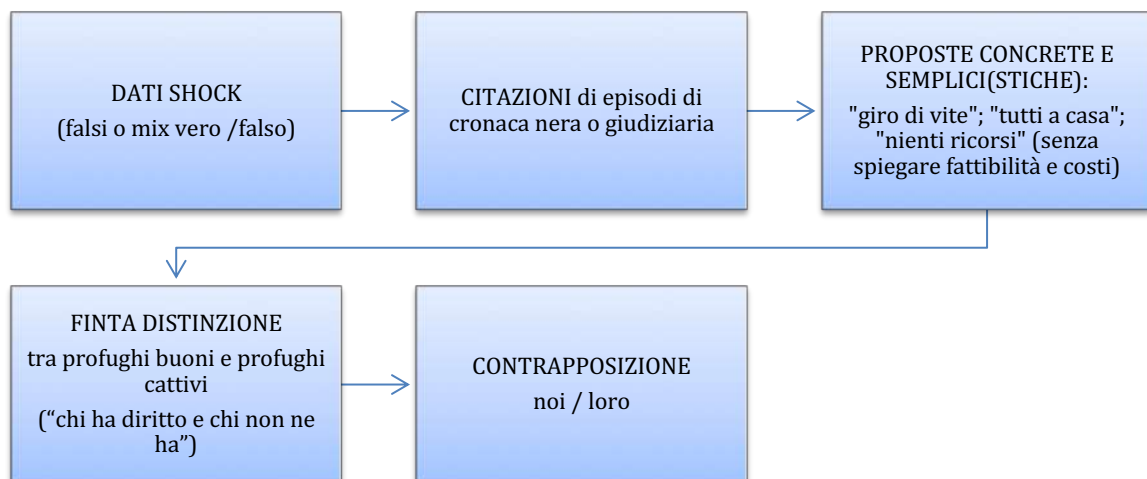 DATI SHOCK
(falsi o mix vero /falso)
CITAZIONI di episodi di
cronaca nera o giudiziaria
PROPOSTE CONCRETE E
SEMPLICI(STICHE):
"giro di vite"; "tutti a casa";
"nienti ricorsi" (senza
spiegare fattibilità e costi)
FINTA DISTINZIONE
tra profughi buoni e profughi
cattivi
(“chi ha diritto e chi non ne
ha”)
CONTRAPPOSIZIONE
noi / loro